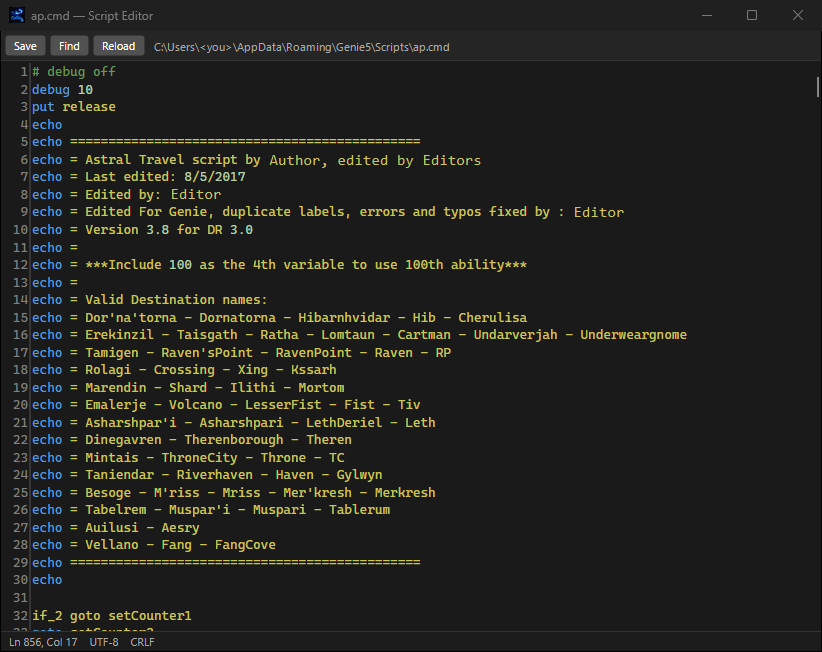 ap.cmd — Script Editor
Save Find Reload C:\Users\<you>\AppData\Roaming\Genie5\Scripts\ap.cmd
1 # debug off
2 debug 10
3 put release
4 echo
5 echo ==============================================
6 echo = Astral Travel script by Author, edited by Editors
7 echo = Last edited: 8/5/2017
8 echo = Edited by: Editor
9 echo = Edited For Genie, duplicate labels, errors and typos fixed by : Editor
10 echo = Version 3.8 for DR 3.0
11 echo =
12 echo = ***Include 100 as the 4th variable to use 100th ability***
13 echo =
14 echo = Valid Destination names:
15 echo = Dor'na'torna - Dornatorna - Hibarnhvidar - Hib - Cherulisa
16 echo = Erekinzil - Taisgath - Ratha - Lomtaun - Cartman - Undarverjah - Underweargnome
17 echo = Tamigen - Raven'sPoint - RavenPoint - Raven - RP
18 echo = Rolagi - Crossing - Xing - Kssarh
19 echo = Marendin - Shard - Ilithi - Mortom
20 echo = Emalerje - Volcano - LesserFist - Fist - Tiv
21 echo = Asharshpar'i - Asharshpari - LethDeriel - Leth
22 echo = Dinegavren - Therenborough - Theren
23 echo = Mintais - ThroneCity - Throne - TC
24 echo = Taniendar - Riverhaven - Haven - Gylwyn
25 echo = Besoge - M'riss - Mriss - Mer'kresh - Merkresh
26 echo = Tabelrem - Muspar'i - Muspari - Tablerum
27 echo = Auilusi - Aesry
28 echo = Vellano - Fang - FangCove
29 echo ==============================================
30 echo
31
32 if_2 goto setCounter1
Ln 856, Col 17 UTF-8 CRLF